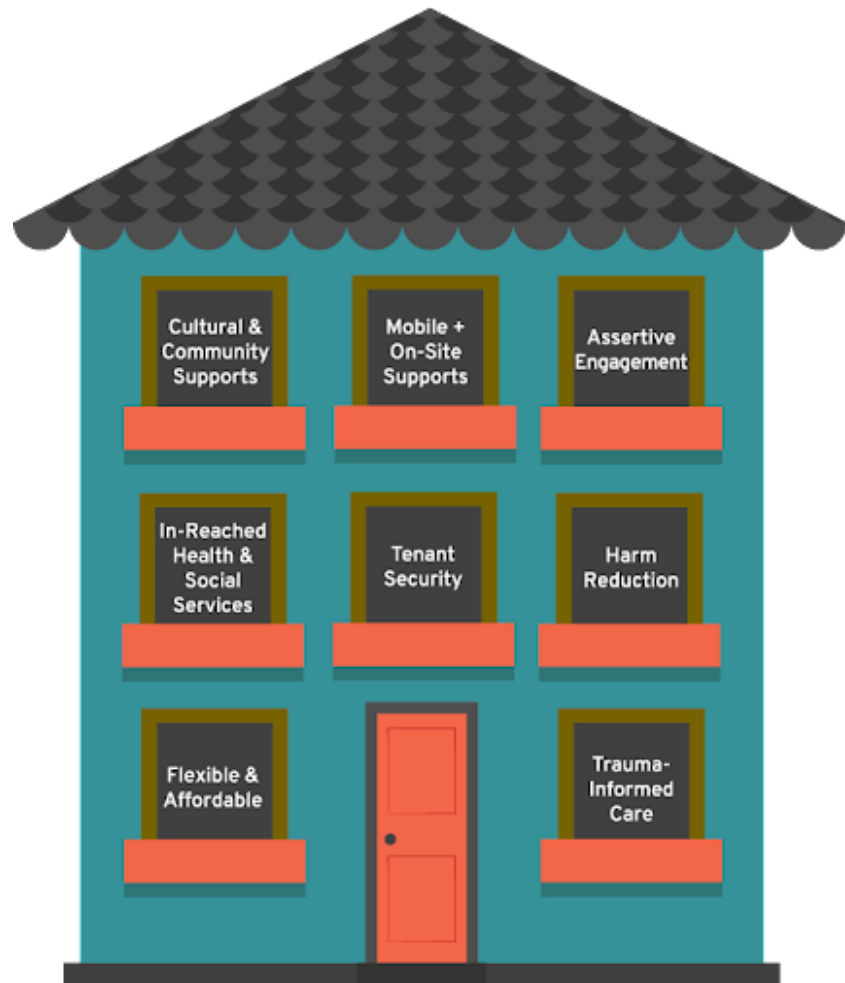 Cultural &
Community
Supports
Mobile +
On-Site
Supports
Assertive
Engagement
In-Reached
Health &
Social
Services
Tenant
Security
Harm
Reduction
Flexible &
Affordable
Trauma-
Informed
Care